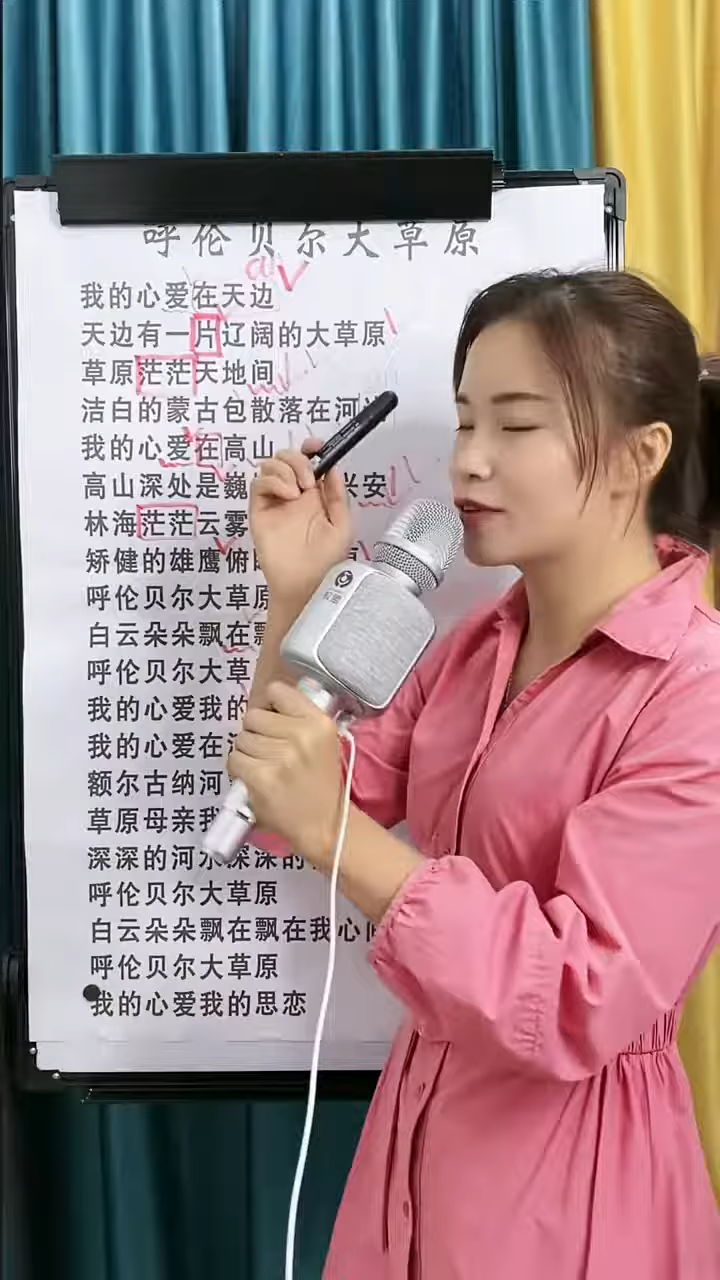 呼伦贝尔大草原
我的心爱在天边
天边有一片辽阔的大草原
草原茫茫天地间
洁白的蒙古包散落在河
我的心爱在高山
高山深处是巍 兴安
林海茫茫云雾
矫健的雄鹰俯
呼伦贝尔大草原
白云朵朵飘在飘
呼伦贝尔大草
我的心爱我的
我的心爱在
额尔古纳河
草原母亲我
深深的河水深深的
呼伦贝尔大草原
白云朵朵飘在飘在我心间
呼伦贝尔大草原
我的心爱我的思恋